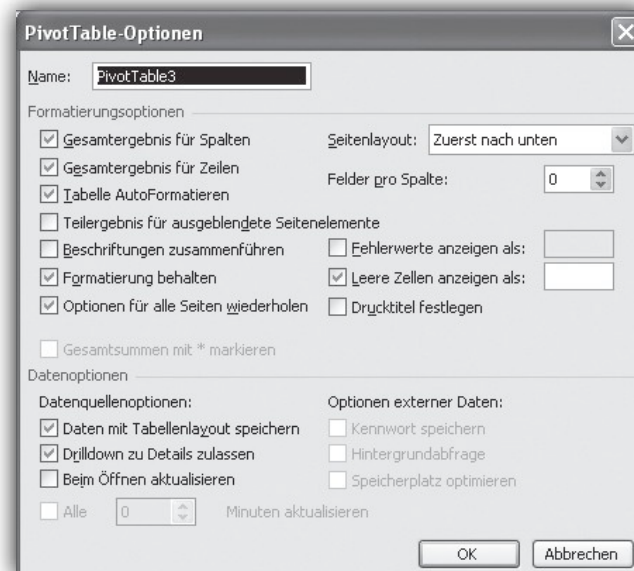 PivotTable-Optionen
Name: PivotTable3
Formatierungsoptionen
Gesamtergebnis für Spalten
Seitenlayout: Zuerst nach unten
Gesamtergebnis für Zeilen
Felder pro Spalte: 0
Tabelle AutoFormatieren
Teilergebnis für ausgeblendete Seitenelemente
Beschriftungen zusammenführen
Fehlerwerte anzeigen als:
Formatierung behalten
Leere Zellen anzeigen als:
Optionen für alle Seiten wiederholen
Drucktitel festlegen
Gesamtsummen mit * markieren
Datenoptionen
Datenquellenoptionen:
Optionen externer Daten:
Daten mit Tabellenlayout speichern
Kennwort speichern
Drilldown zu Details zulassen
Hintergrundabfrage
Beim Öffnen aktualisieren
Speicherplatz optimieren
Alle 0 Minuten aktualisieren
OK
Abbrechen